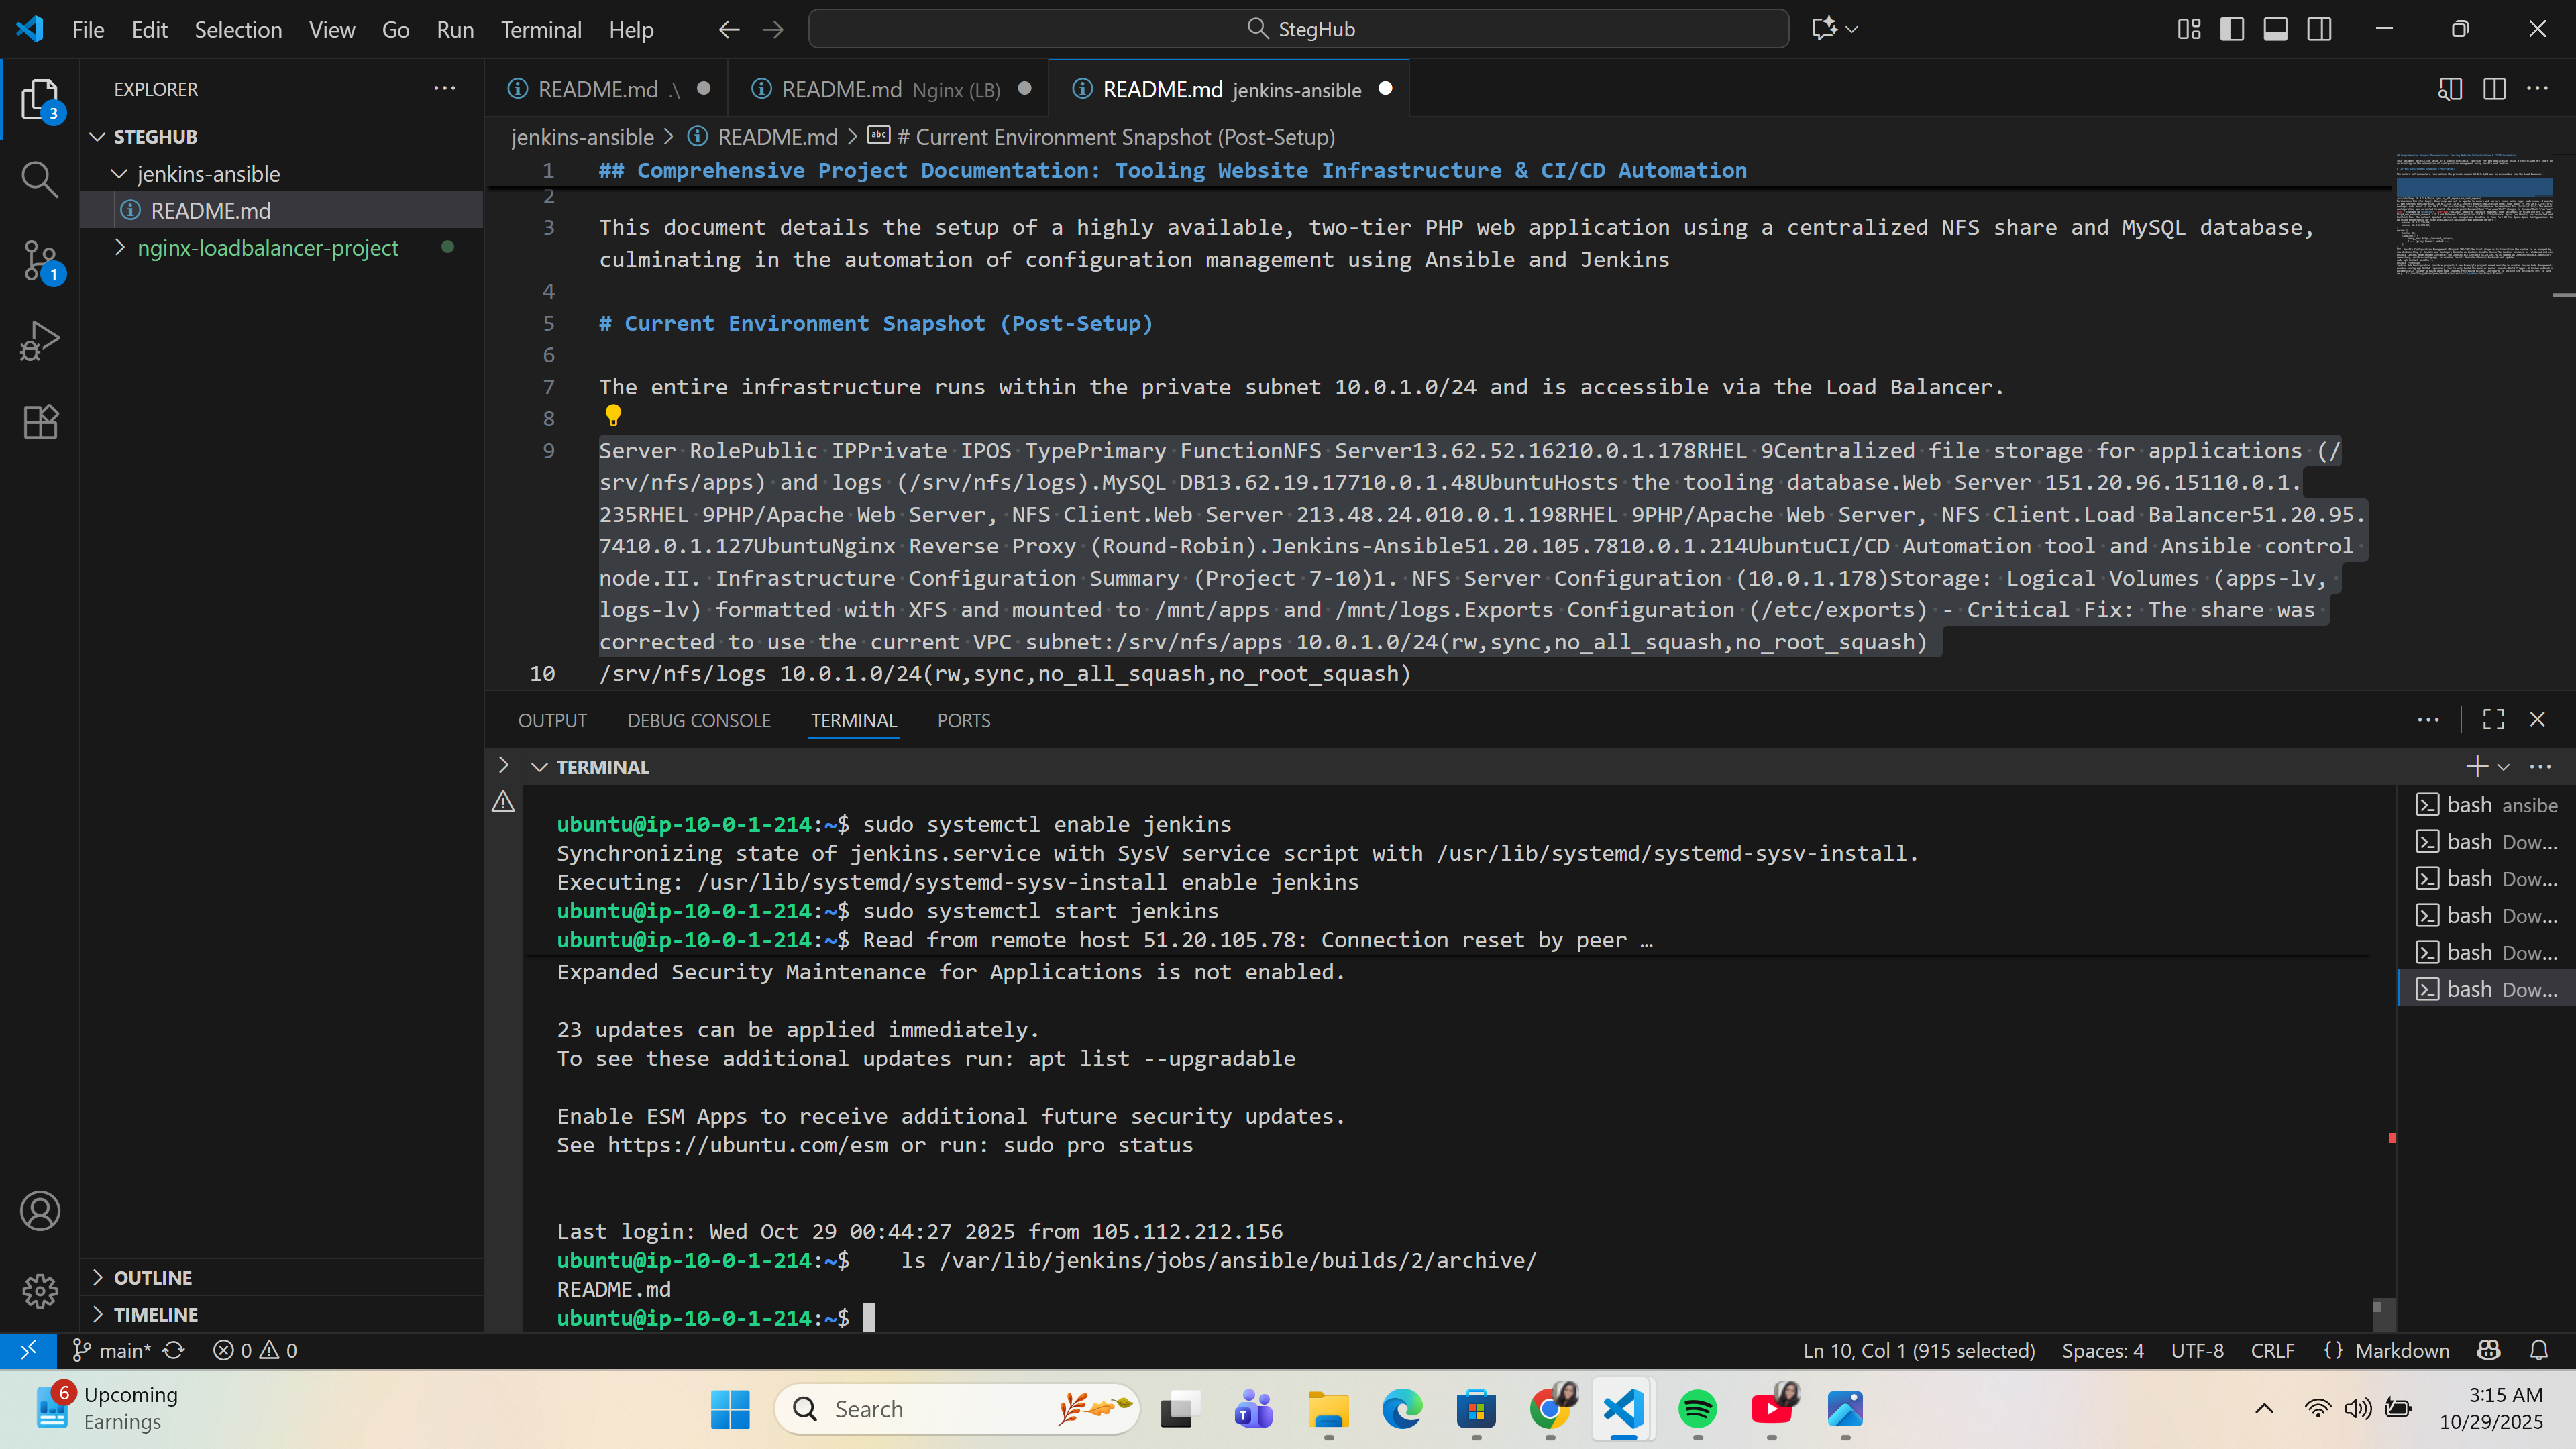 File Edit Selection View Go Run Terminal Help
StegHub
EXPLORER
3
STEGHUB
jenkins-ansible
README.md
nginx-loadbalancer-project
1
OUTLINE
TIMELINE
README.md .\
README.md Nginx (LB)
README.md jenkins-ansible
jenkins-ansible > README.md > # Current Environment Snapshot (Post-Setup)
1 ## Comprehensive Project Documentation: Tooling Website Infrastructure & CI/CD Automation
2
3 This document details the setup of a highly available, two-tier PHP web application using a centralized NFS share and MySQL database,
culminating in the automation of configuration management using Ansible and Jenkins
4
5 # Current Environment Snapshot (Post-Setup)
6
7 The entire infrastructure runs within the private subnet 10.0.1.0/24 and is accessible via the Load Balancer.
8
9 Server RolePublic IPPrivate IPOS TypePrimary FunctionNFS Server13.62.52.16210.0.1.178RHEL 9Centralized file storage for applications (/
srv/nfs/apps) and logs (/srv/nfs/logs).MySQL DB13.62.19.17710.0.1.48UbuntuHosts the tooling database.Web Server 151.20.96.15110.0.1.
235RHEL 9PHP/Apache Web Server, NFS Client.Web Server 213.48.24.010.0.1.198RHEL 9PHP/Apache Web Server, NFS Client.Load Balancer51.20.95.
7410.0.1.127UbuntuNginx Reverse Proxy (Round-Robin).Jenkins-Ansible51.20.105.7810.0.1.214UbuntuCI/CD Automation tool and Ansible control
node.II. Infrastructure Configuration Summary (Project 7-10)1. NFS Server Configuration (10.0.1.178)Storage: Logical Volumes (apps-lv,
logs-lv) formatted with XFS and mounted to /mnt/apps and /mnt/logs.Exports Configuration (/etc/exports) - Critical Fix: The share was
corrected to use the current VPC subnet:/srv/nfs/apps 10.0.1.0/24(rw,sync,no_all_squash,no_root_squash)
10 /srv/nfs/logs 10.0.1.0/24(rw,sync,no_all_squash,no_root_squash)
OUTPUT DEBUG CONSOLE TERMINAL PORTS
TERMINAL
ubuntu@ip-10-0-1-214:~$ sudo systemctl enable jenkins
Synchronizing state of jenkins.service with SysV service script with /usr/lib/systemd/systemd-sysv-install.
Executing: /usr/lib/systemd/systemd-sysv-install enable jenkins
ubuntu@ip-10-0-1-214:~$ sudo systemctl start jenkins
ubuntu@ip-10-0-1-214:~$ Read from remote host 51.20.105.78: Connection reset by peer …
Expanded Security Maintenance for Applications is not enabled.
23 updates can be applied immediately.
To see these additional updates run: apt list --upgradable
Enable ESM Apps to receive additional future security updates.
See https://ubuntu.com/esm or run: sudo pro status
Last login: Wed Oct 29 00:44:27 2025 from 105.112.212.156
ubuntu@ip-10-0-1-214:~$ ls /var/lib/jenkins/jobs/ansible/builds/2/archive/
README.md
ubuntu@ip-10-0-1-214:~$
bash ansibe
bash Dow...
bash Dow...
bash Dow...
bash Dow...
bash Dow...
main* 0 0 Ln 10, Col 1 (915 selected) Spaces: 4 UTF-8 CRLF {} Markdown
6 Upcoming
Earnings
Search
3:15 AM
10/29/2025